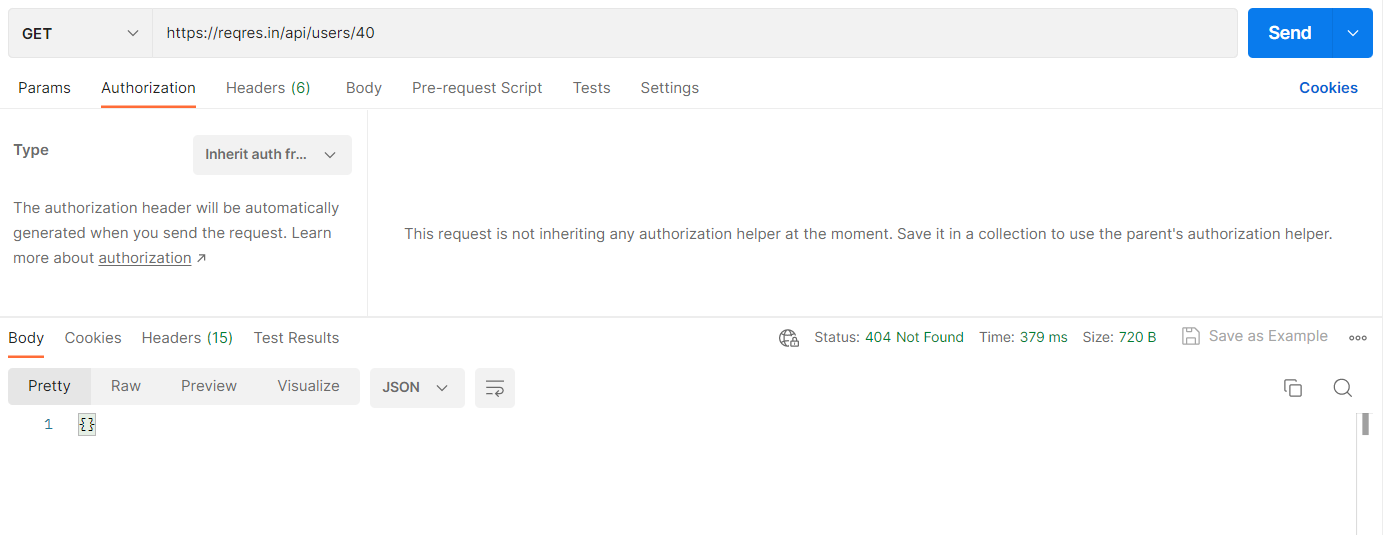 GET https://reqres.in/api/users/40 Send
Params Authorization Headers (6) Body Pre-request Script Tests Settings Cookies
Type Inherit auth fr...
The authorization header will be automatically
generated when you send the request. Learn
more about authorization ↗
This request is not inheriting any authorization helper at the moment. Save it in a collection to use the parent's authorization helper.
Body Cookies Headers (15) Test Results Status: 404 Not Found Time: 379 ms Size: 720 B Save as Example
Pretty Raw Preview Visualize JSON
1 {}